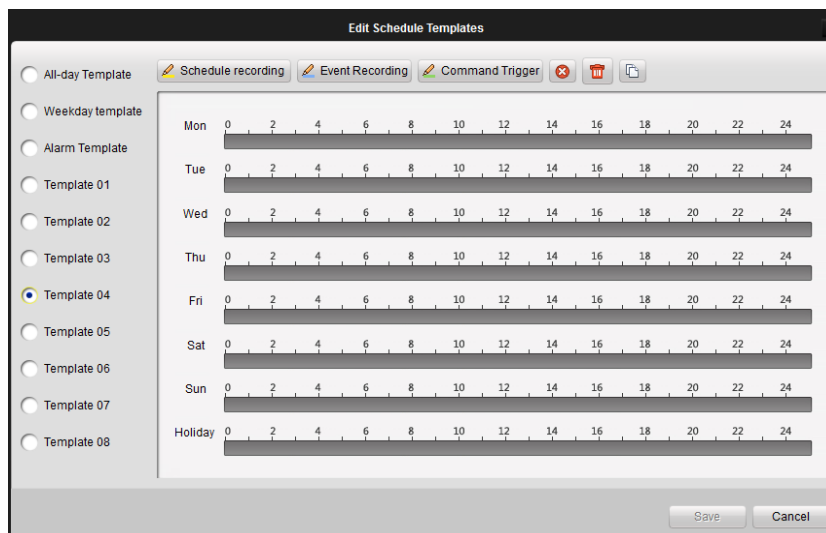 Edit Schedule Templates
All-day Template
Weekday template
Alarm Template
Template 01
Template 02
Template 03
Template 04
Template 05
Template 06
Template 07
Template 08
Schedule recording Event Recording Command Trigger
Mon 0 2 4 6 8 10 12 14 16 18 20 22 24
Tue 0 2 4 6 8 10 12 14 16 18 20 22 24
Wed 0 2 4 6 8 10 12 14 16 18 20 22 24
Thu 0 2 4 6 8 10 12 14 16 18 20 22 24
Fri 0 2 4 6 8 10 12 14 16 18 20 22 24
Sat 0 2 4 6 8 10 12 14 16 18 20 22 24
Sun 0 2 4 6 8 10 12 14 16 18 20 22 24
Holiday 0 2 4 6 8 10 12 14 16 18 20 22 24
Save Cancel